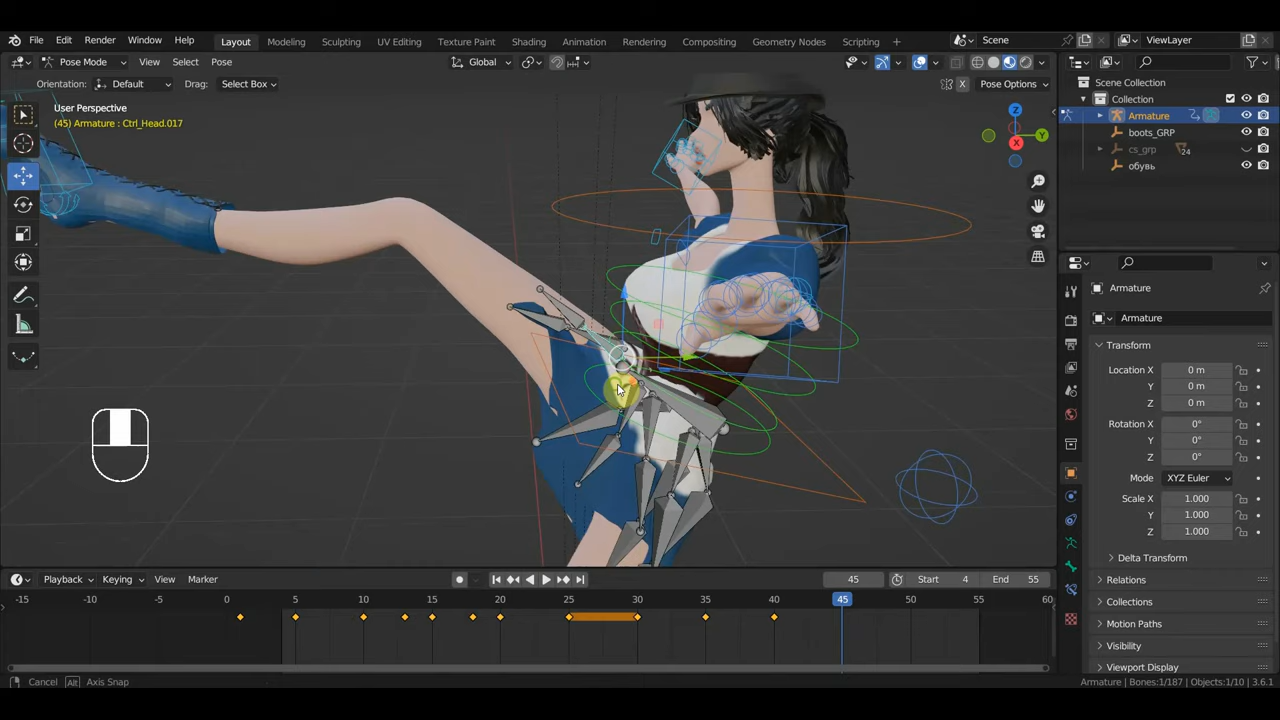 File Edit Render Window Help Layout Modeling Sculpting UV Editing Texture Paint Shading Animation Rendering Compositing Geometry Nodes Scripting + Scene ViewLayer
Pose Mode View Select Pose Global
Orientation: Default Drag: Select Box X Pose Options
User Perspective
(45) Armature : Ctrl_Head.017
Z
Y
X
Scene Collection
Collection
Armature
boots_GRP
cs_grp 24
обувь
Armature
Armature
Transform
Location X 0 m
Y 0 m
Z 0 m
Rotation X 0°
Y 0°
Z 0°
Mode XYZ Euler
Scale X 1.000
Y 1.000
Z 1.000
Delta Transform
Relations
Collections
Motion Paths
Visibility
Viewport Display
Playback Keying View Marker 45 Start 4 End 55
-15 -10 -5 0 5 10 15 20 25 30 35 40 45 50 55 60
Cancel Alt Axis Snap Armature | Bones:1/187 | Objects:1/10 | 3.6.1